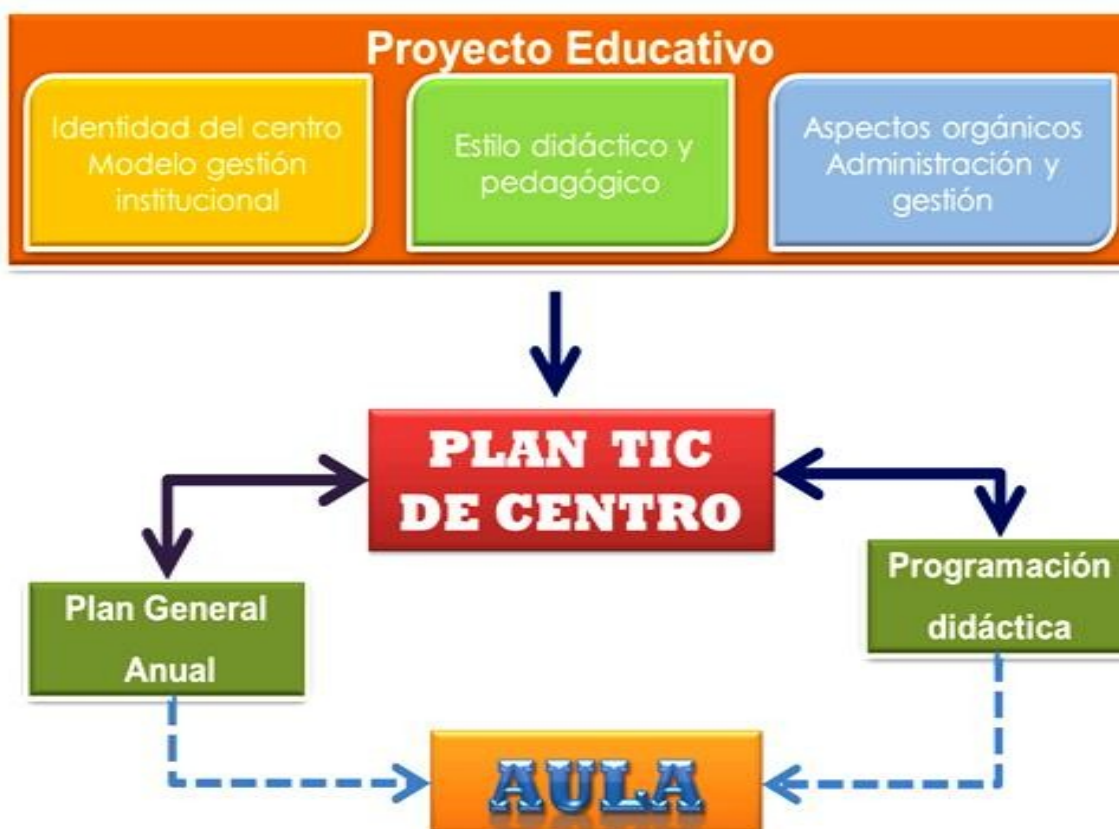 Proyecto Educativo
Identidad del centro
Modelo gestión
institucional
Estilo didáctico y
pedagógico
Aspectos orgánicos
Administración y
gestión
PLAN TIC
DE CENTRO
Plan General
Anual
Programación
didáctica
AULA